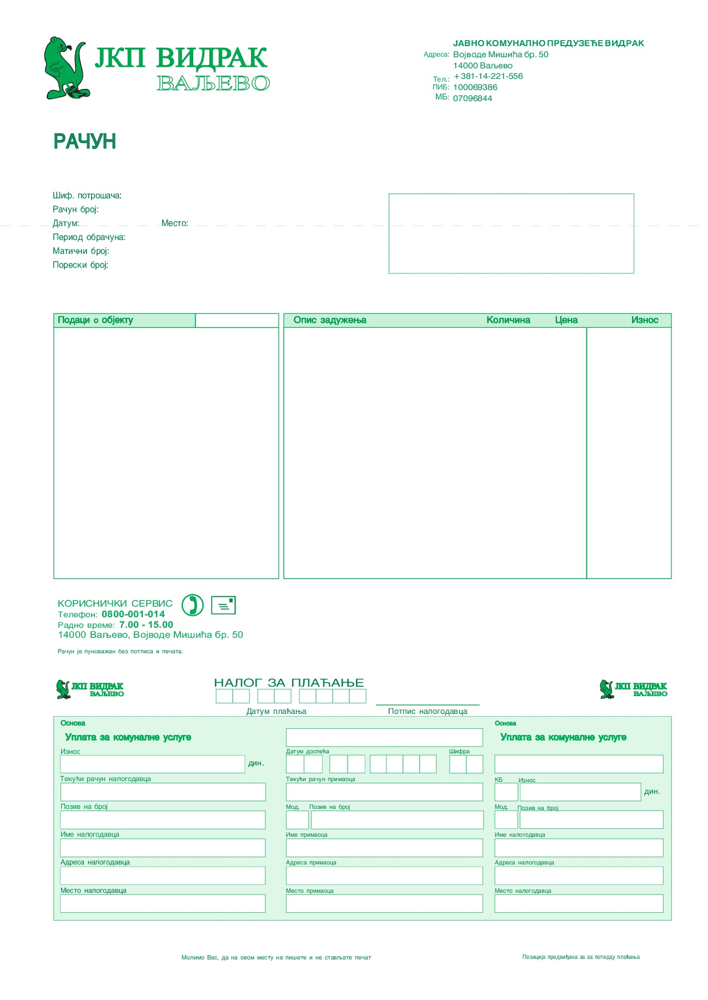 ЈКП ВИДРАК
ВАЉЕВО
ЈАВНО КОМУНАЛНО ПРЕДУЗЕЋЕ ВИДРАК
Адреса: Војводе Мишића бр. 50
14000 Ваљево
Тел.: +381-14-221-556
ПИБ: 100069386
МБ: 07096844
РАЧУН
Шиф. потрошача:
Рачун број:
Датум: Место:
Период обрачуна:
Матични број:
Порески број:
Подаци о објекту
Опис задужења Количина Цена Износ
КОРИСНИЧКИ СЕРВИС
Телефон: 0800-001-014
Радно време: 7.00 - 15.00
14000 Ваљево, Војводе Мишића бр. 50
Рачун је пуноважан без потписа и печата.
ЈКП ВИДРАК
ВАЉЕВО
НАЛОГ ЗА ПЛАЋАЊЕ
Датум плаћања
Потпис налогодавца
ЈКП ВИДРАК
ВАЉЕВО
Основа
Уплата за комуналне услуге
Износ
дин.
Текући рачун налогодавца
Позив на број
Име налогодавца
Адреса налогодавца
Место налогодавца
Датум доспећа Шифра
Текући рачун примаоца
Мод. Позив на број
Име примаоца
Адреса примаоца
Место примаоца
Основа
Уплата за комуналне услуге
КБ Износ
дин.
Мод. Позив на број
Име налогодавца
Адреса налогодавца
Место налогодавца
Молимо Вас, да на овом месту не пишете и не стављате печат
Позиција предвиђена за за потврду плаћања